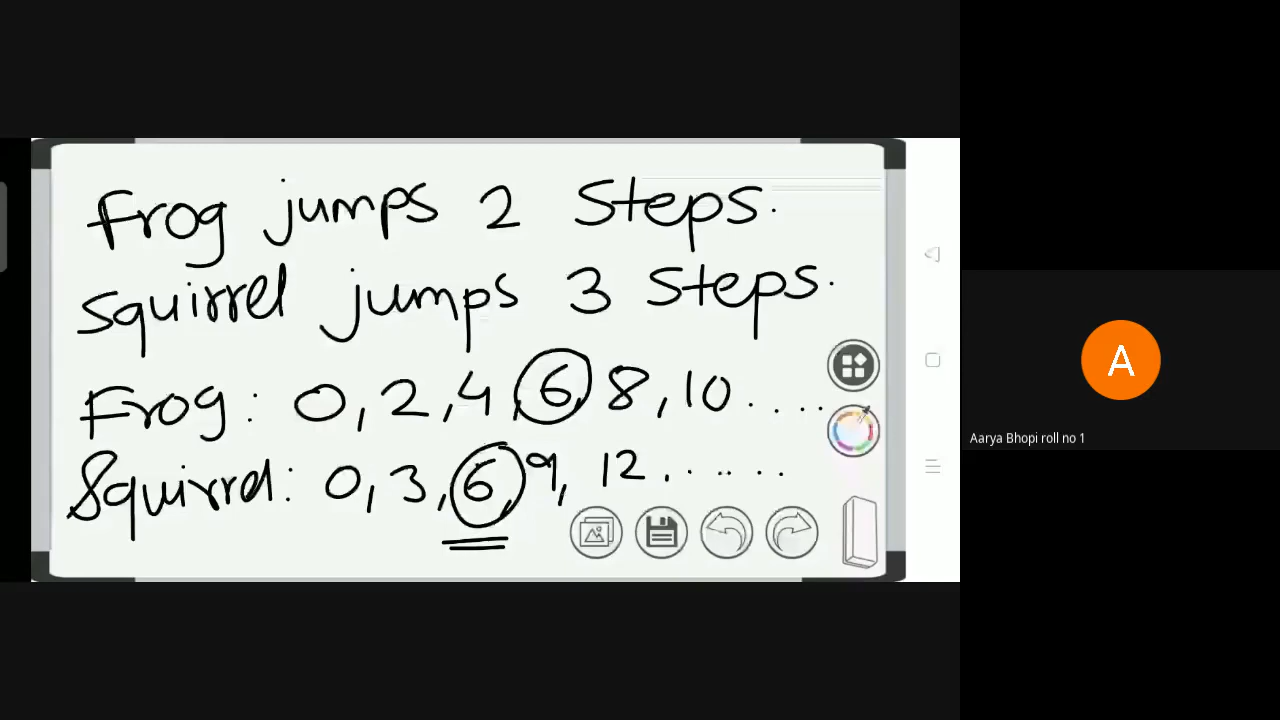 Frog jumps 2 Steps.
Squirrel jumps 3 Steps.
Frog: 0, 2, 4, 6, 8, 10.....
Squirrel: 0, 3, 6, 9, 12......
A
Aarya Bhopi roll no 1